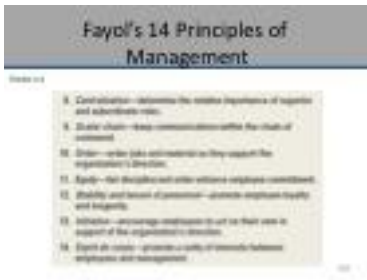 Fayol's 14 Principles of
Management
8. Centralization – determine the relative importance of superior
and subordinate roles.
9. Scalar chain – keep communications within the chain of
command.
10. Order – order jobs and material so they support the
organization's direction.
11. Equity – fair discipline and order enhance employee commitment.
12. Stability and tenure of personnel – promote employee loyalty
and longevity.
13. Initiative – encourage employees to act on their own in
support of the organization's direction.
14. Esprit de corps – promote a unity of interests between
employees and management.